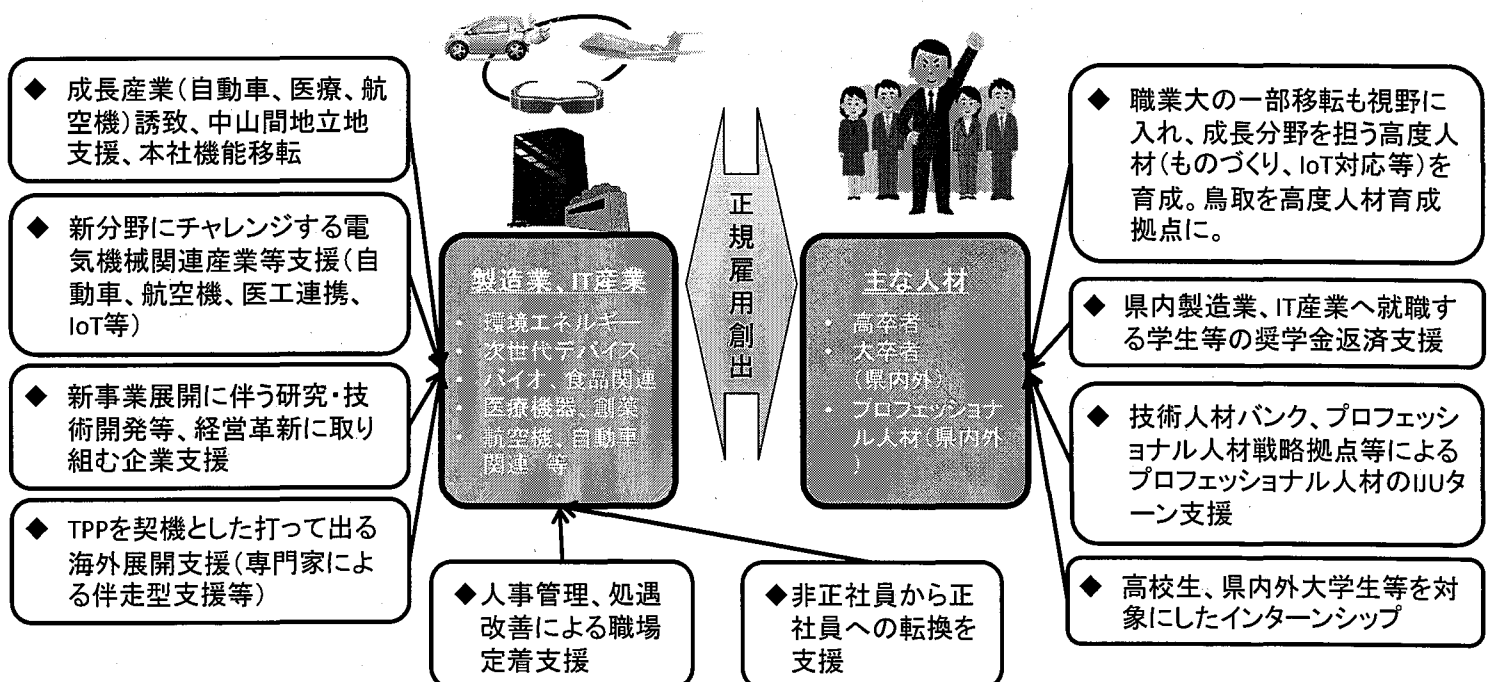 ◆ 成長産業(自動車、医療、航
空機)誘致、中山間地立地
支援、本社機能移転
◆ 新分野にチャレンジする電
気機械関連産業等支援(自
動車、航空機、医工連携、
IoT等)
◆ 新事業展開に伴う研究・技
術開発等、経営革新に取り
組む企業支援
◆ TPPを契機とした打って出る
海外展開支援(専門家によ
る伴走型支援等)
製造業、IT産業
・ 環境エネルギー
・ 次世代デバイス
・ バイオ、食品関連
・ 医療機器、創薬
・ 航空機、自動車
関連 等
正規雇用創出
主な人材
・ 高卒者
・ 大卒者
(県内外)
・ プロフェッショナ
ル人材(県内外
)
◆ 職業大の一部移転も視野に
入れ、成長分野を担う高度人
材(ものづくり、IoT対応等)を
育成。鳥取を高度人材育成
拠点に。
◆ 県内製造業、IT産業へ就職す
る学生等の奨学金返済支援
◆ 技術人材バンク、プロフェッシ
ョナル人材戦略拠点等による
プロフェッショナル人材のIJUタ
ーン支援
◆ 高校生、県内外大学生等を対
象にしたインターンシップ
◆人事管理、処遇
改善による職場
定着支援
◆非正社員から正
社員への転換を
支援